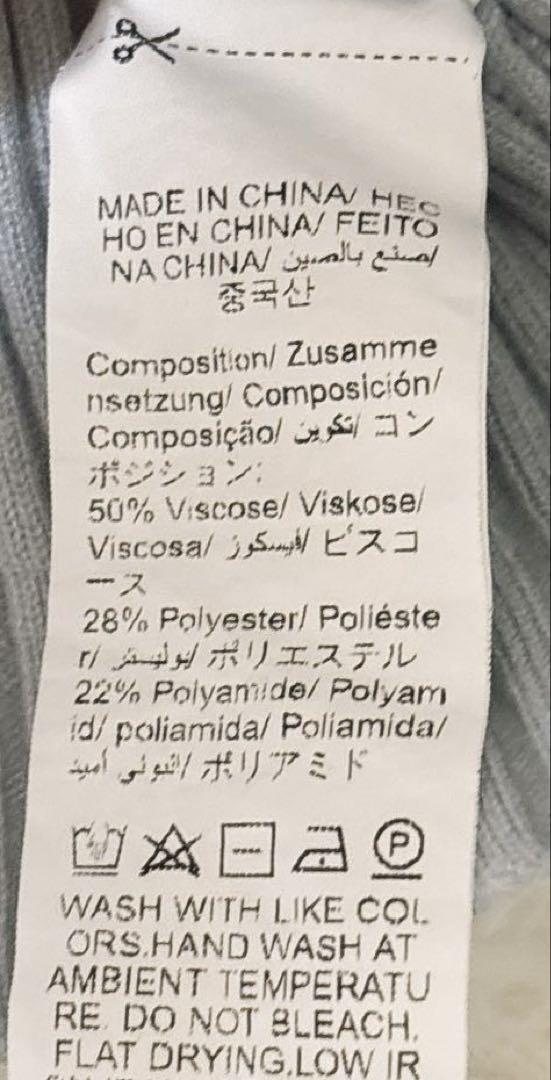 MADE IN CHINA/ HEC
HO EN CHINA/ FEITO
NA CHINA/ صنع بالصين/
중국산
Composition/ Zusamme
nsetzung/ Composición/
Composição/ تكوين/ コン
ポジション:
50% Viscose/ Viskose/
Viscosa/ فيسكوز/ ビスコ
ース
28% Polyester/ Poliéste
r/ بوليستر/ ポリエステル
22% Polyamide/ Polyam
id/ poliamida/ Poliamida/
ポリアミド
P
WASH WITH LIKE COL
ORS.HAND WASH AT
AMBIENT TEMPERATU
RE. DO NOT BLEACH.
FLAT DRYING.LOW IR